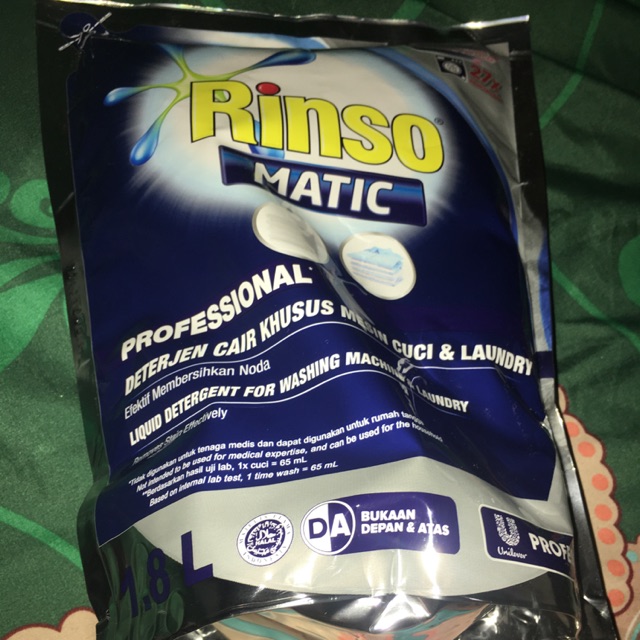 Rinso
MATIC
PROFESSIONAL*
DETERJEN CAIR KHUSUS MESIN CUCI & LAUNDRY
Efektif Membersihkan Noda
LIQUID DETERGENT FOR WASHING MACHINE & LAUNDRY
Removes Stain Effectively
*Tidak digunakan untuk tenaga medis dan dapat digunakan untuk rumah tangga
Not intended to be used for medical expertise, and can be used for the household
**Berdasarkan hasil uji lab, 1x cuci = 65 mL
Based on internal lab test, 1 time wash = 65 mL
HALAL
DA
BUKAAN
DEPAN & ATAS
Unilever
PROFE
1.8 L